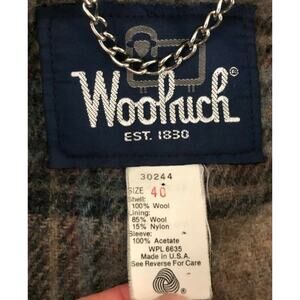 Woolrich®
EST. 1830
30244
SIZE 40
Shell:
100% Wool
Lining:
85% Wool
15% Nylon
Sleeve:
100% Acetate
WPL 6635
Made in U.S.A.
See Reverse For Care